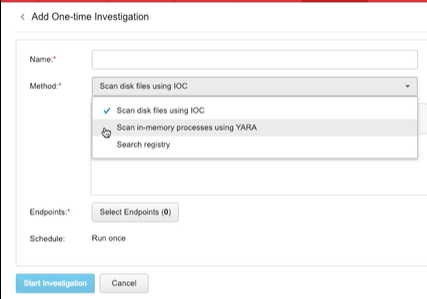 < Add One-time Investigation
Name:*
Method:* Scan disk files using IOC
Scan disk files using IOC
Scan in-memory processes using YARA
Search registry
Endpoints:* Select Endpoints (0)
Schedule: Run once
Start Investigation Cancel